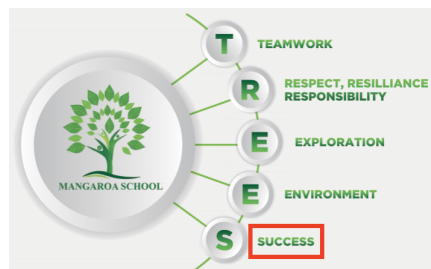 T TEAMWORK
R RESPECT, RESILLIANCE
RESPONSIBILITY
E EXPLORATION
MANGAROA SCHOOL
E ENVIRONMENT
S SUCCESS